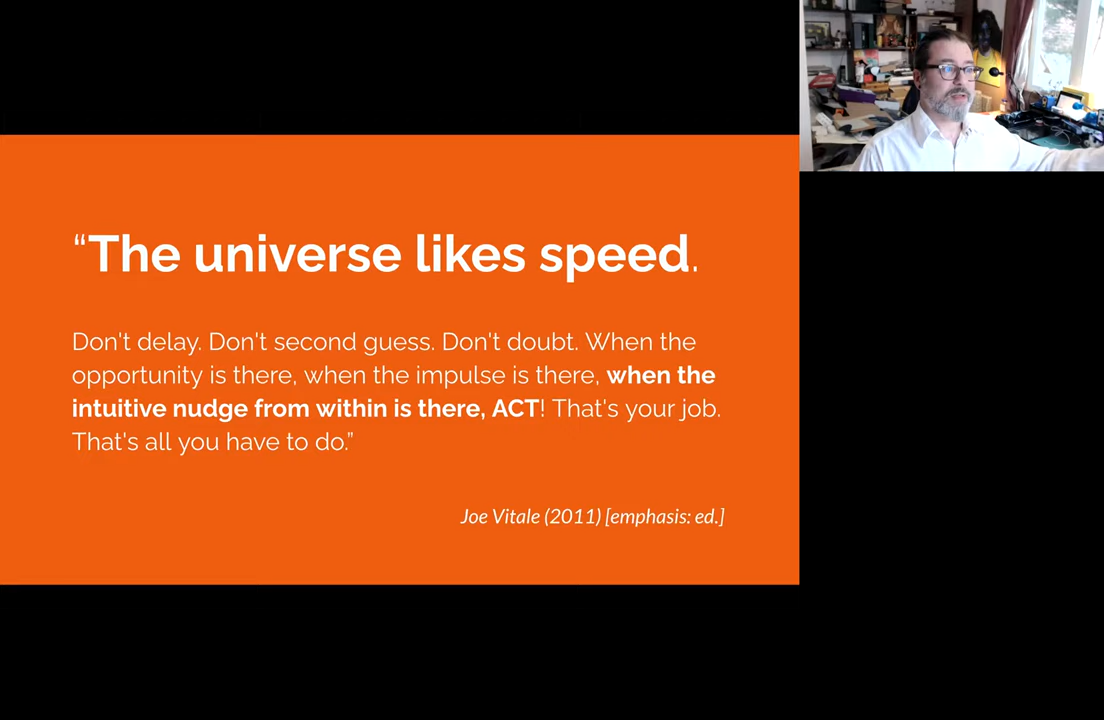 “The universe likes speed.
Don't delay. Don't second guess. Don't doubt. When the
opportunity is there, when the impulse is there, when the
intuitive nudge from within is there, ACT! That's your job.
That's all you have to do.”
Joe Vitale (2011) [emphasis: ed.]